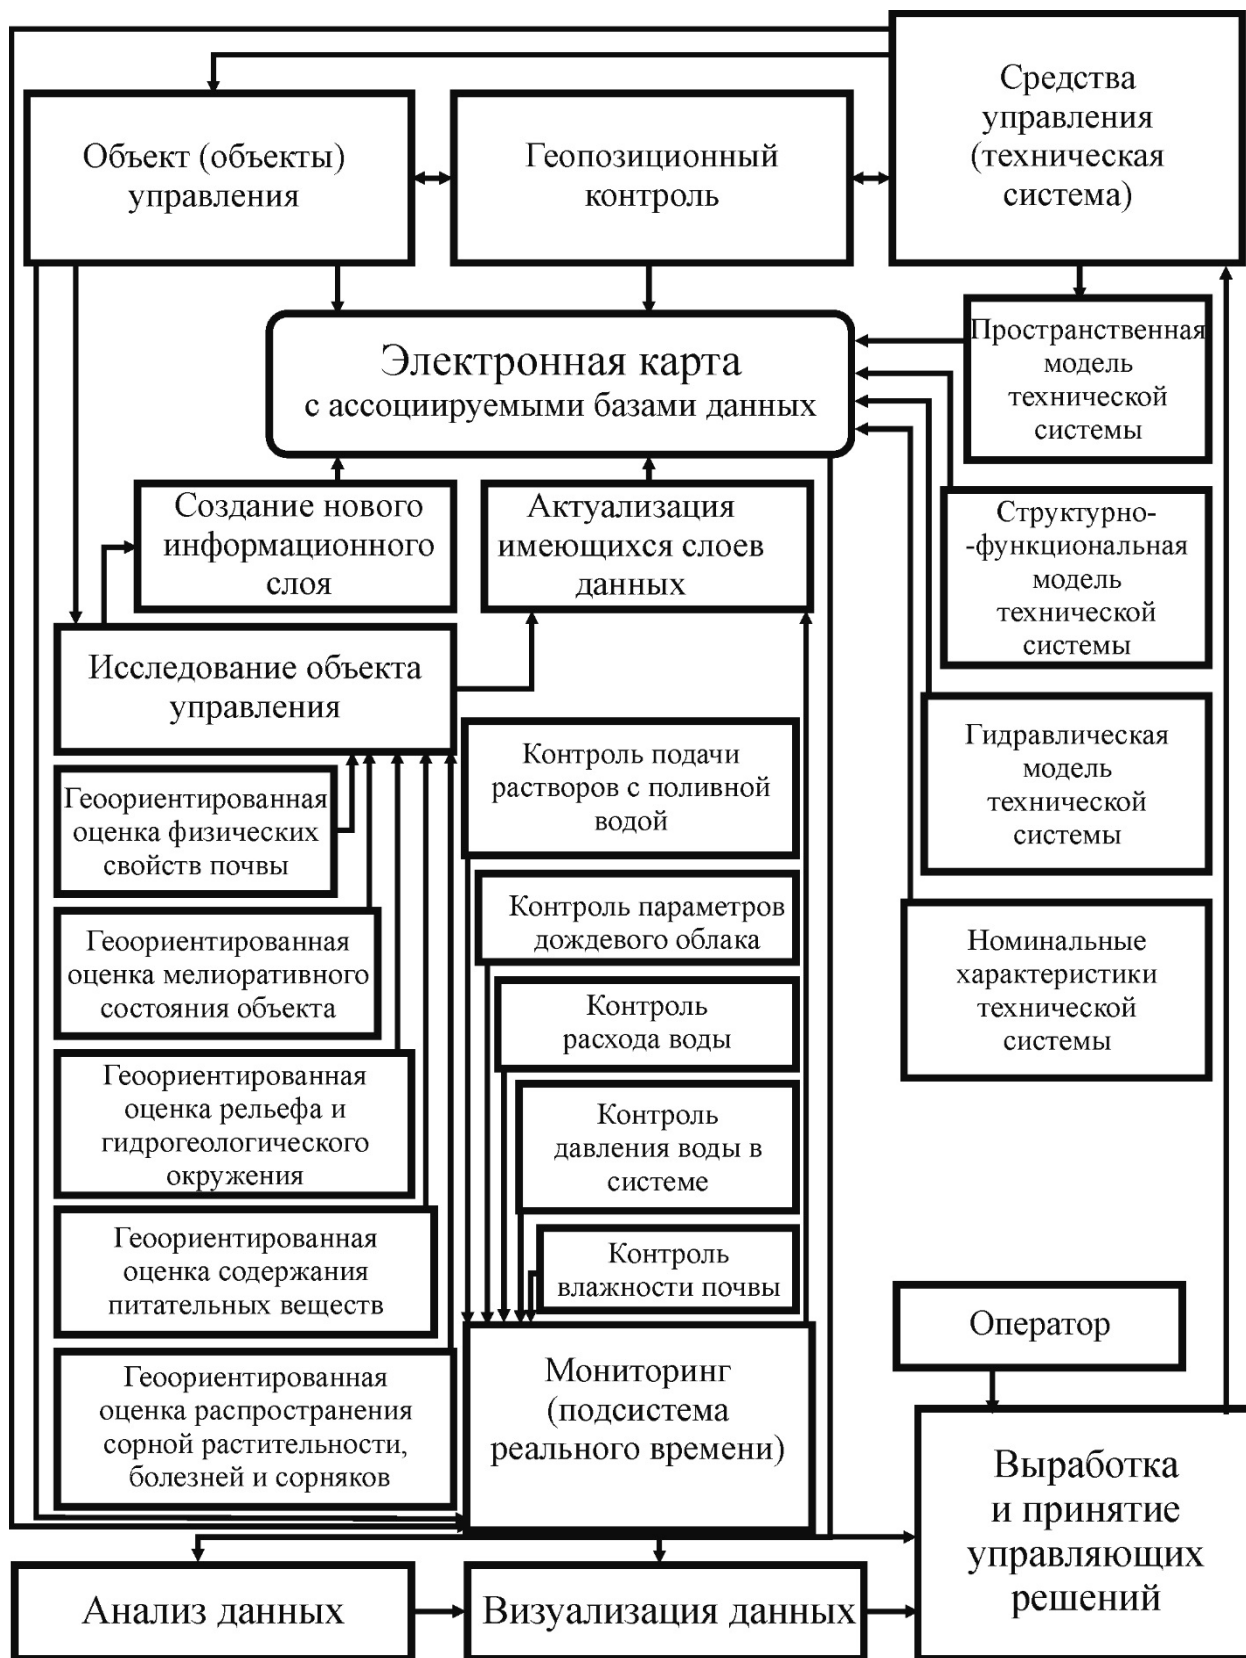 Объект (объекты)
управления
Геопозиционный
контроль
Средства
управления
(техническая
система)
Электронная карта
с ассоциируемыми базами данных
Пространственная
модель
технической
системы
Создание нового
информационного
слоя
Актуализация
имеющихся слоев
данных
Структурно-
-функциональная
модель
технической
системы
Исследование объекта
управления
Гидравлическая
модель
технической
системы
Контроль подачи
растворов с поливной
водой
Геоориентированная
оценка физических
свойств почвы
Контроль параметров
дождевого облака
Номинальные
характеристики
технической
системы
Геоориентированная
оценка мелиоративного
состояния объекта
Контроль
расхода воды
Геоориентированная
оценка рельефа и
гидрогеологического
окружения
Контроль
давления воды в
системе
Геоориентированная
оценка содержания
питательных веществ
Контроль
влажности почвы
Оператор
Геоориентированная
оценка распространения
сорной растительности,
болезней и сорняков
Мониторинг
(подсистема
реального времени)
Выработка
и принятие
управляющих
решений
Анализ данных
Визуализация данных